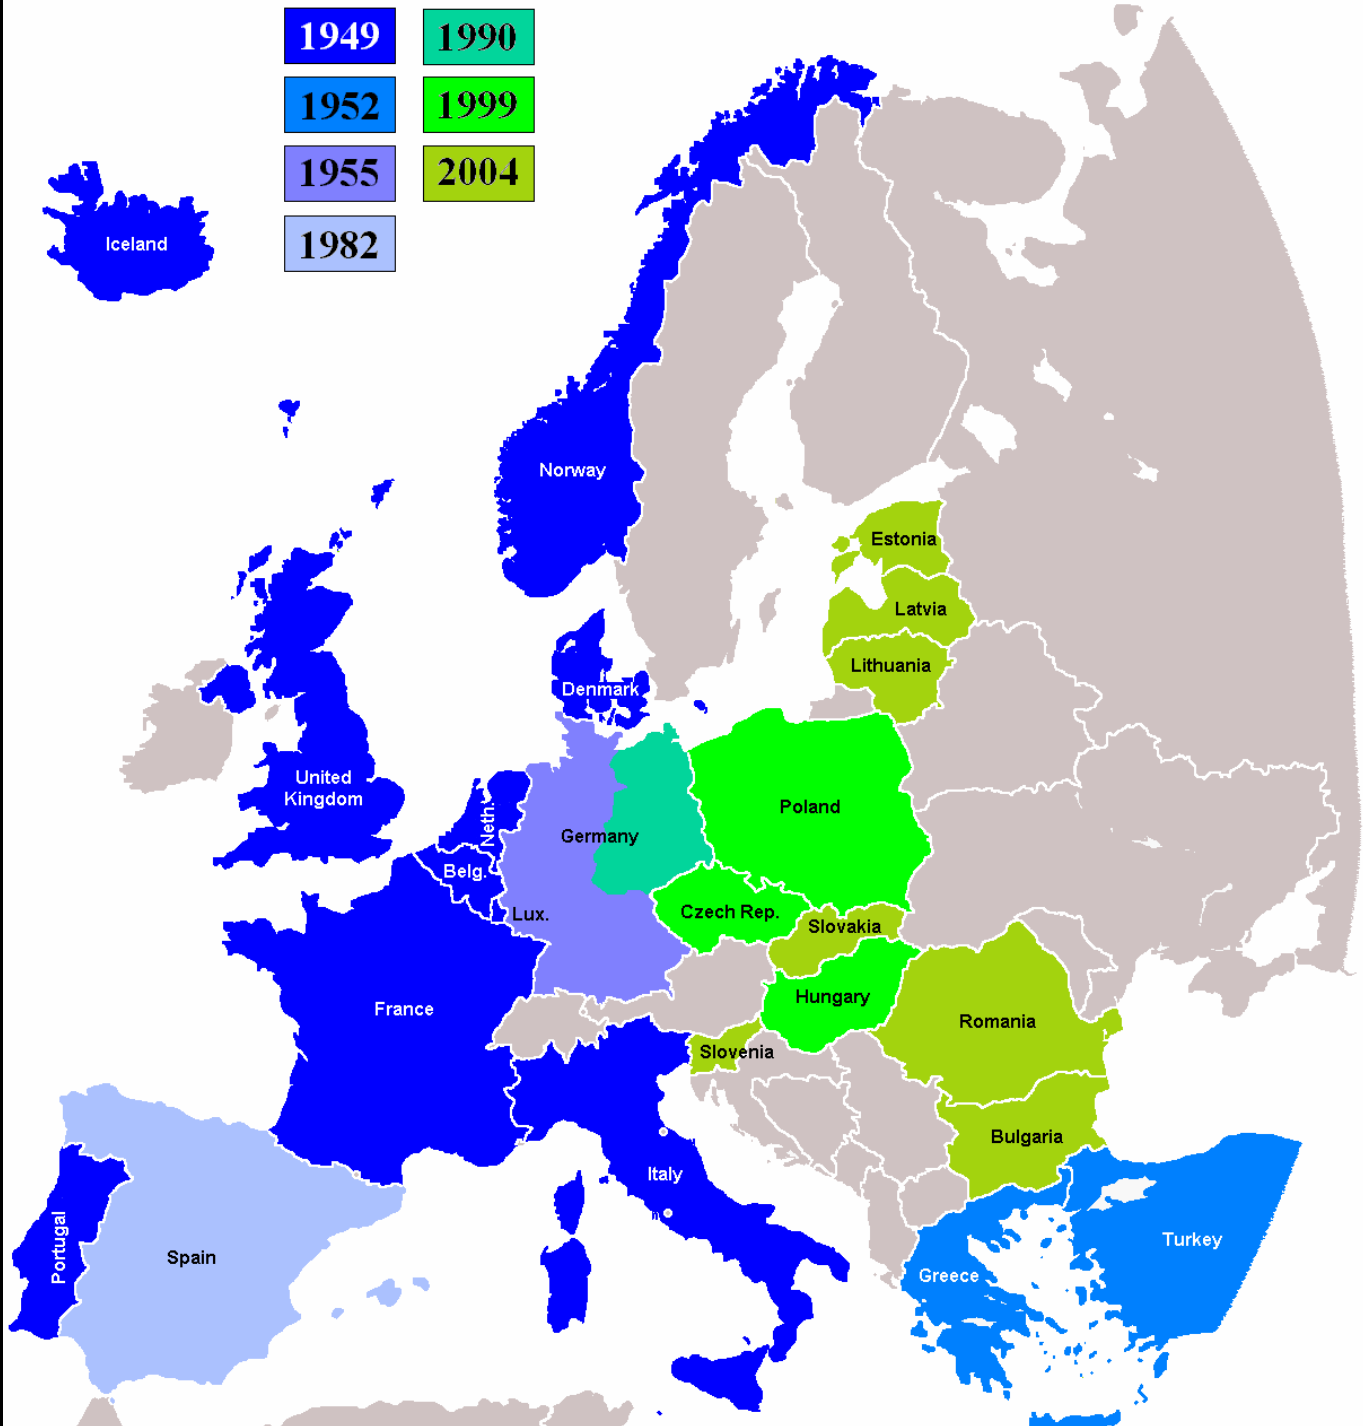 1949
1990
1952
1999
1955
2004
1982
Iceland
Norway
Estonia
Latvia
Lithuania
Denmark
United
Kingdom
Neth.
Poland
Germany
Belg.
Lux.
Czech Rep.
Slovakia
France
Hungary
Romania
Slovenia
Bulgaria
Italy
Portugal
Spain
Turkey
Greece